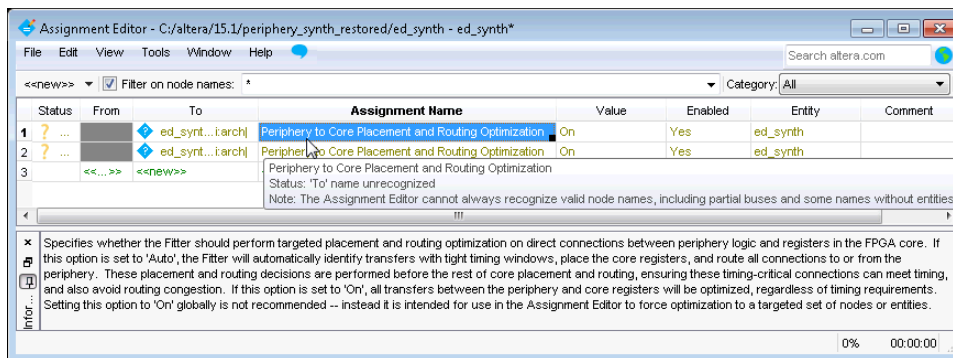 Assignment Editor - C:/altera/15.1/periphery_synth_restored/ed_synth - ed_synth*
File Edit View Tools Window Help Search altera.com
<<new>> Filter on node names: * Category: All
Status From To Assignment Name Value Enabled Entity Comment
1 ? ... ed_synt...i:arch| Periphery to Core Placement and Routing Optimization On Yes ed_synth
2 ? ... ed_synt...i:arch| Periphery to Core Placement and Routing Optimization On Yes ed_synth
3 <<...>> <<new>>
Periphery to Core Placement and Routing Optimization
Status: 'To' name unrecognized
Note: The Assignment Editor cannot always recognize valid node names, including partial buses and some names without entities
Specifies whether the Fitter should perform targeted placement and routing optimization on direct connections between periphery logic and registers in the FPGA core. If
this option is set to 'Auto', the Fitter will automatically identify transfers with tight timing windows, place the core registers, and route all connections to or from the
periphery. These placement and routing decisions are performed before the rest of core placement and routing, ensuring these timing-critical connections can meet timing,
and also avoid routing congestion. If this option is set to 'On', all transfers between the periphery and core registers will be optimized, regardless of timing requirements.
Setting this option to 'On' globally is not recommended -- instead it is intended for use in the Assignment Editor to force optimization to a targeted set of nodes or entities.
Infor...
0% 00:00:00